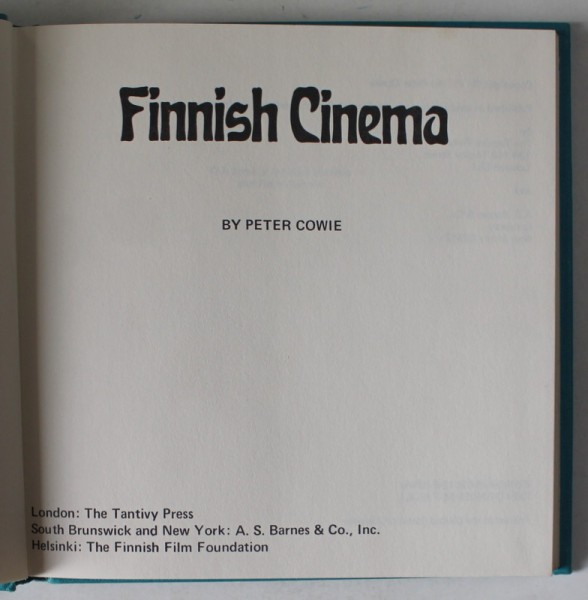 Finnish Cinema
BY PETER COWIE
London: The Tantivy Press
South Brunswick and New York: A. S. Barnes & Co., Inc.
Helsinki: The Finnish Film Foundation